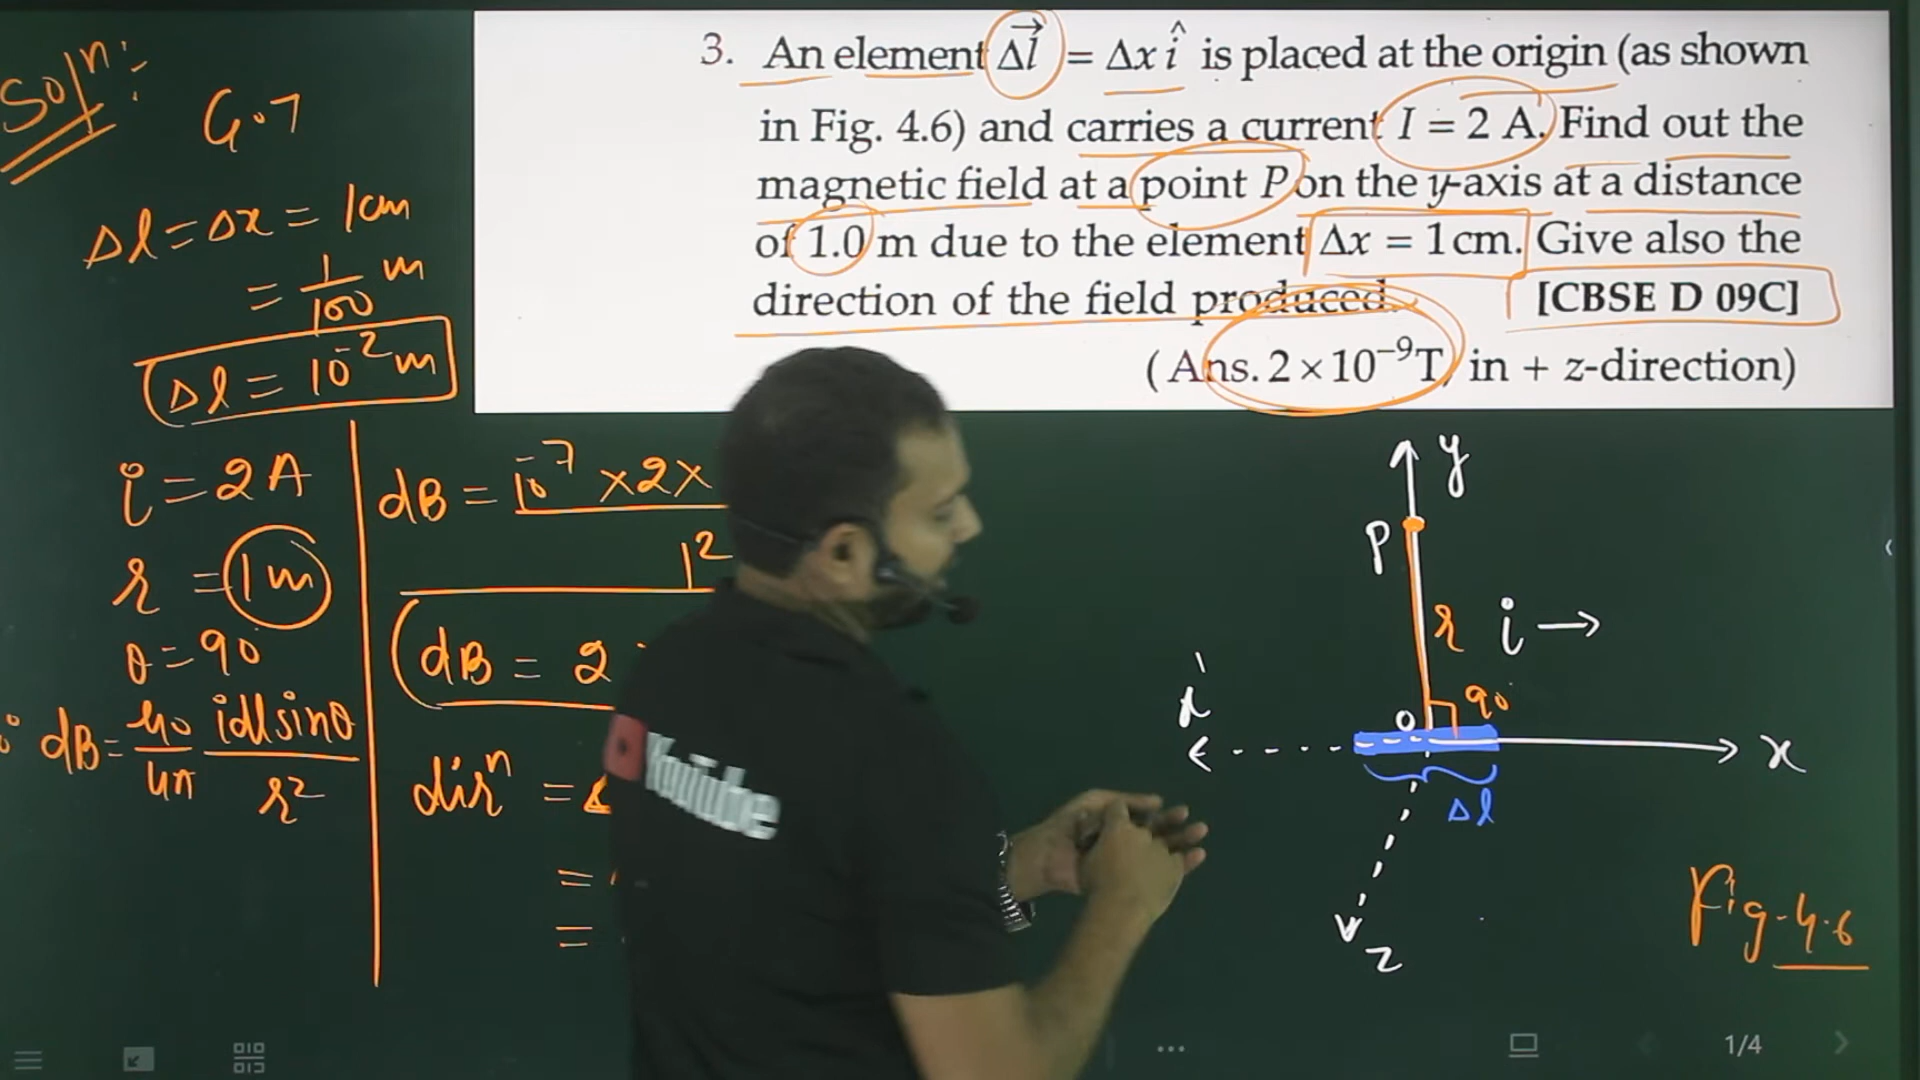 3. An element Δl⃗ = Δx î is placed at the origin (as shown
in Fig. 4.6) and carries a current I = 2 A. Find out the
magnetic field at a point P on the y-axis at a distance
of 1.0 m due to the element Δx = 1 cm. Give also the
direction of the field produced. [CBSE D 09C]
(Ans. 2 × 10⁻⁹ T, in + z-direction)
Solⁿ:
G.7
Δl = Δx = 1cm
= 1/100 m
Δl = 10⁻² m
i = 2A
r = 1m
θ = 90
dB = μ0/4π idl sinθ/r²
dB = 10⁻⁷ × 2 ×
1²
dB = 2
dirⁿ =
=
=
y
P
r i →
x'
O 90
x
Δl
z
Fig-4.6
YouTube
1/4